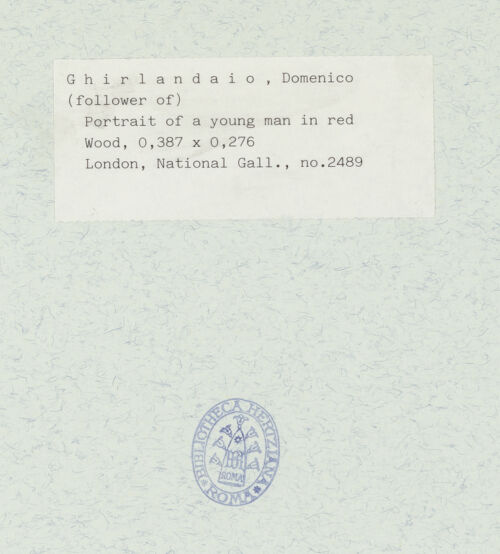 G h i r l a n d a i o , Domenico
(follower of)
Portrait of a young man in red
Wood, 0,387 x 0,276
London, National Gall., no.2489
BIBLIOTHECA HERTZIANA
ROMA
ROMA